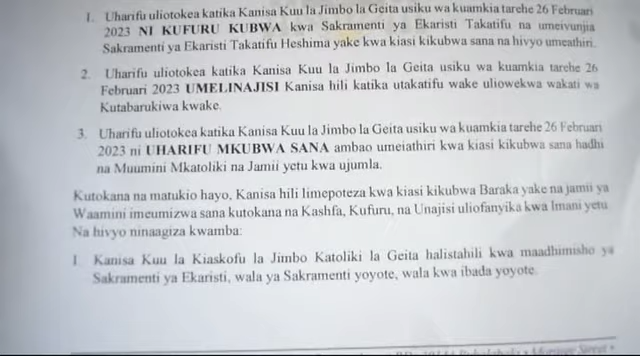 1. Uharifu uliotokea katika Kanisa Kuu la Jimbo la Geita usiku wa kuamkia tarehe 26 Februari
2023 NI KUFURU KUBWA kwa Sakramenti ya Ekaristi Takatifu na umeivunjia
Sakramenti ya Ekaristi Takatifu Heshima yake kwa kiasi kikubwa sana na hivyo umeathiri.
2. Uharifu uliotokea katika Kanisa Kuu la Jimbo la Geita usiku wa kuamkia tarehe 26
Februari 2023 UMELINAJISI Kanisa hili katika utakatifu wake uliowekwa wakati wa
Kutabarukiwa kwake.
3. Uharifu uliotokea katika Kanisa Kuu la Jimbo la Geita usiku wa kuamkia tarehe 26 Februari
2023 ni UHARIFU MKUBWA SANA ambao umeiathiri kwa kiasi kikubwa sana hadhi
na Muumini Mkatoliki na Jamii yetu kwa ujumla.
Kutokana na matukio hayo, Kanisa hili limepoteza kwa kiasi kikubwa Baraka yake na jamii ya
Waamini imeumizwa sana kutokana na Kashfa, Kufuru, na Unajisi uliofanyika kwa Imani yetu.
Na hivyo ninaagiza kwamba:
1. Kanisa Kuu la Kiaskofu la Jimbo Katoliki la Geita halistahili kwa maadhimisho ya
Sakramenti ya Ekaristi, wala ya Sakramenti yoyote, wala kwa ibada yoyote.